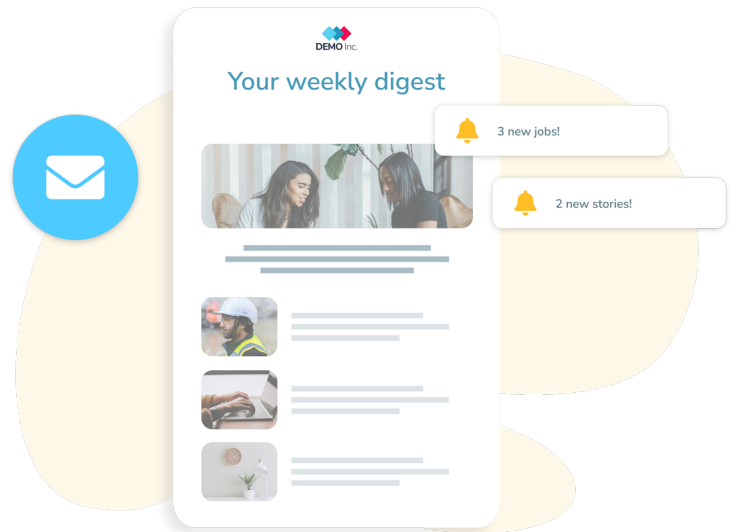 DEMO Inc.
Your weekly digest
3 new jobs!
2 new stories!